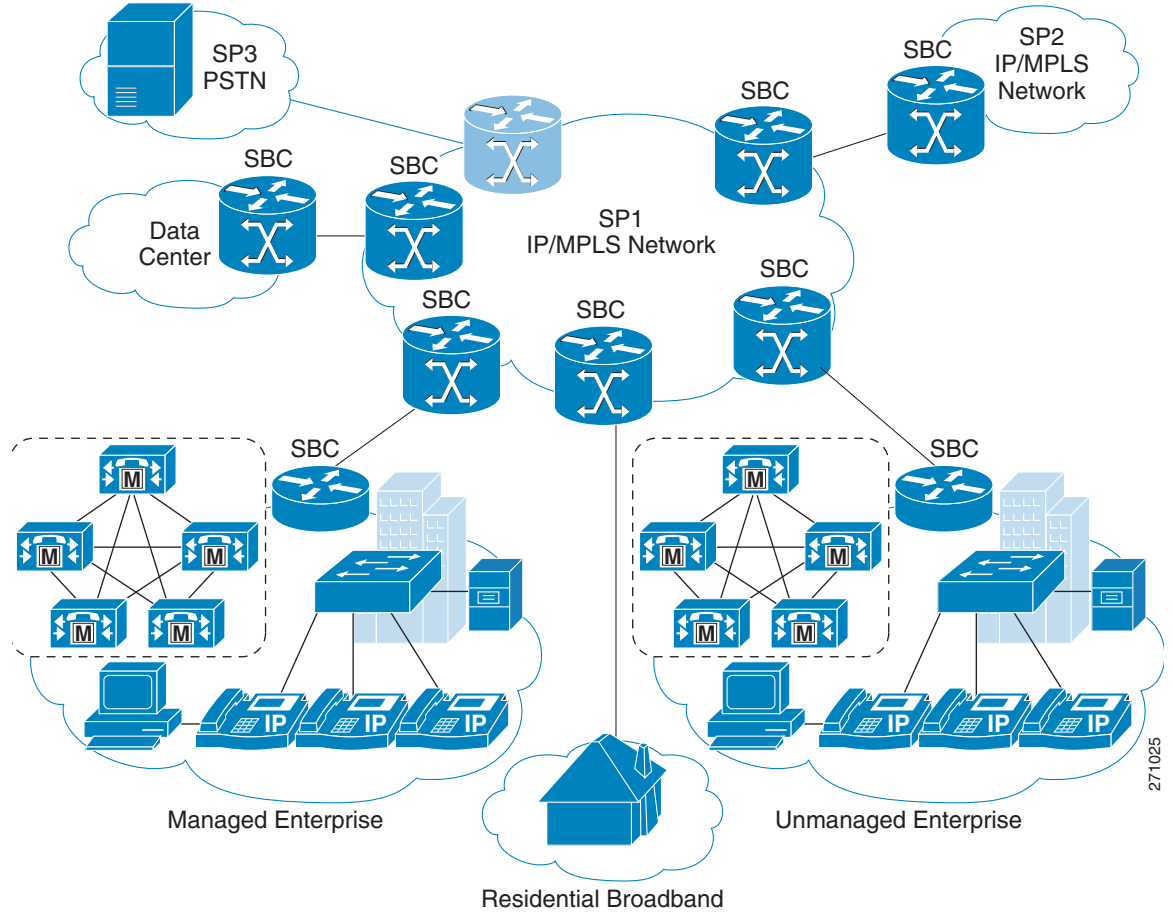 SP3
PSTN
SBC
SP2
IP/MPLS
Network
SBC
SBC
SBC
Data
Center
SP1
IP/MPLS Network
SBC
SBC
SBC
SBC
SBC
M
M
M
M
M
M
M
M
M
M
IP
IP
IP
IP
IP
IP
Managed Enterprise
Unmanaged Enterprise
Residential Broadband
271025